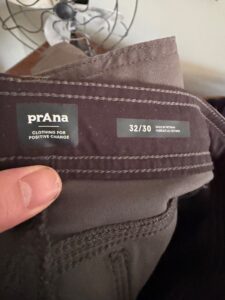 prAna
CLOTHING FOR
POSITIVE CHANGE
32/30